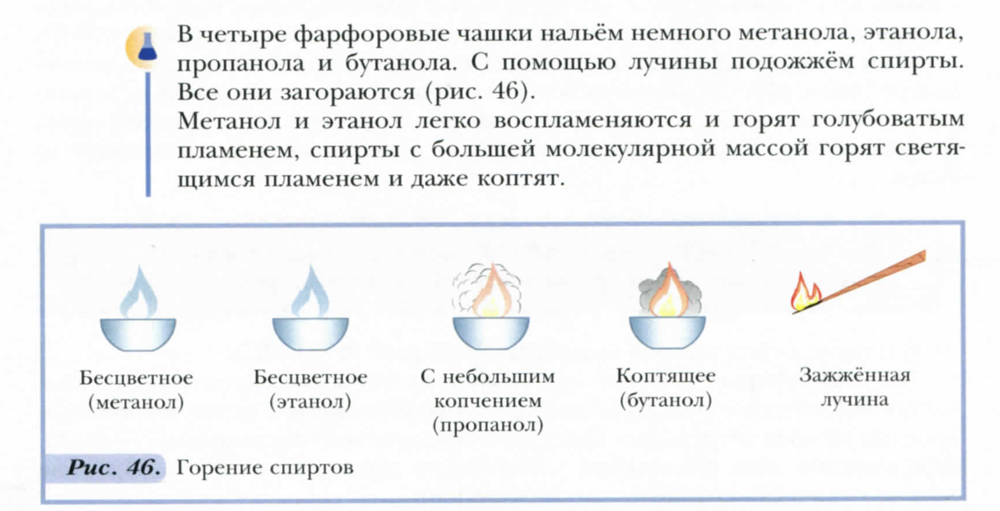 В четыре фарфоровые чашки нальём немного метанола, этанола,
пропанола и бутанола. С помощью лучины подожжём спирты.
Все они загораются (рис. 46).
Метанол и этанол легко воспламеняются и горят голубоватым
пламенем, спирты с большей молекулярной массой горят светя-
щимся пламенем и даже коптят.
Бесцветное
(метанол)
Бесцветное
(этанол)
С небольшим
копчением
(пропанол)
Коптящее
(бутанол)
Зажжённая
лучина
Рис. 46. Горение спиртов